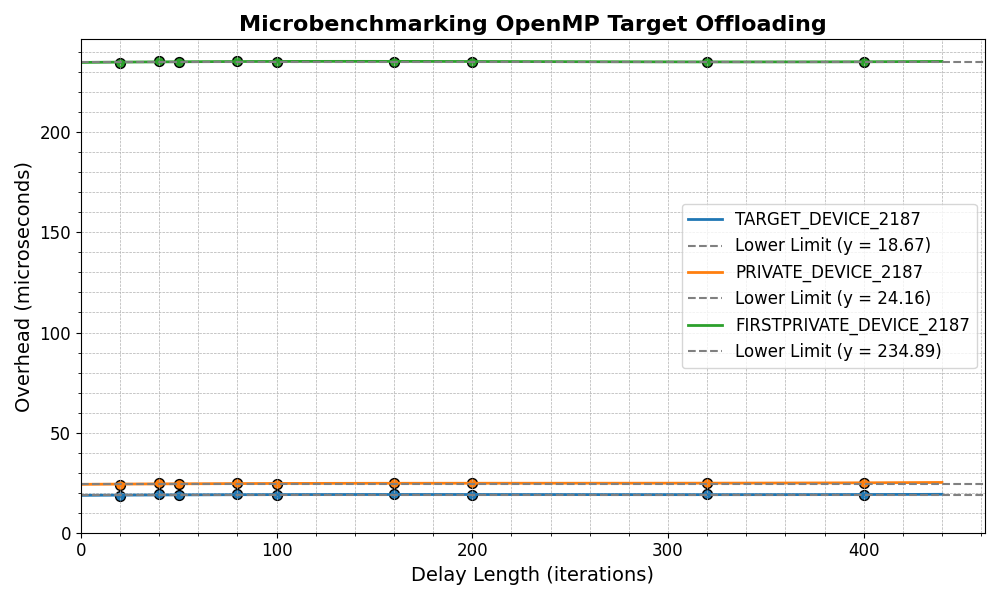 Microbenchmarking OpenMP Target Offloading
Overhead (microseconds)
200
150
100
50
0
TARGET_DEVICE_2187
Lower Limit (y = 18.67)
PRIVATE_DEVICE_2187
Lower Limit (y = 24.16)
FIRSTPRIVATE_DEVICE_2187
Lower Limit (y = 234.89)
0 100 200 300 400
Delay Length (iterations)